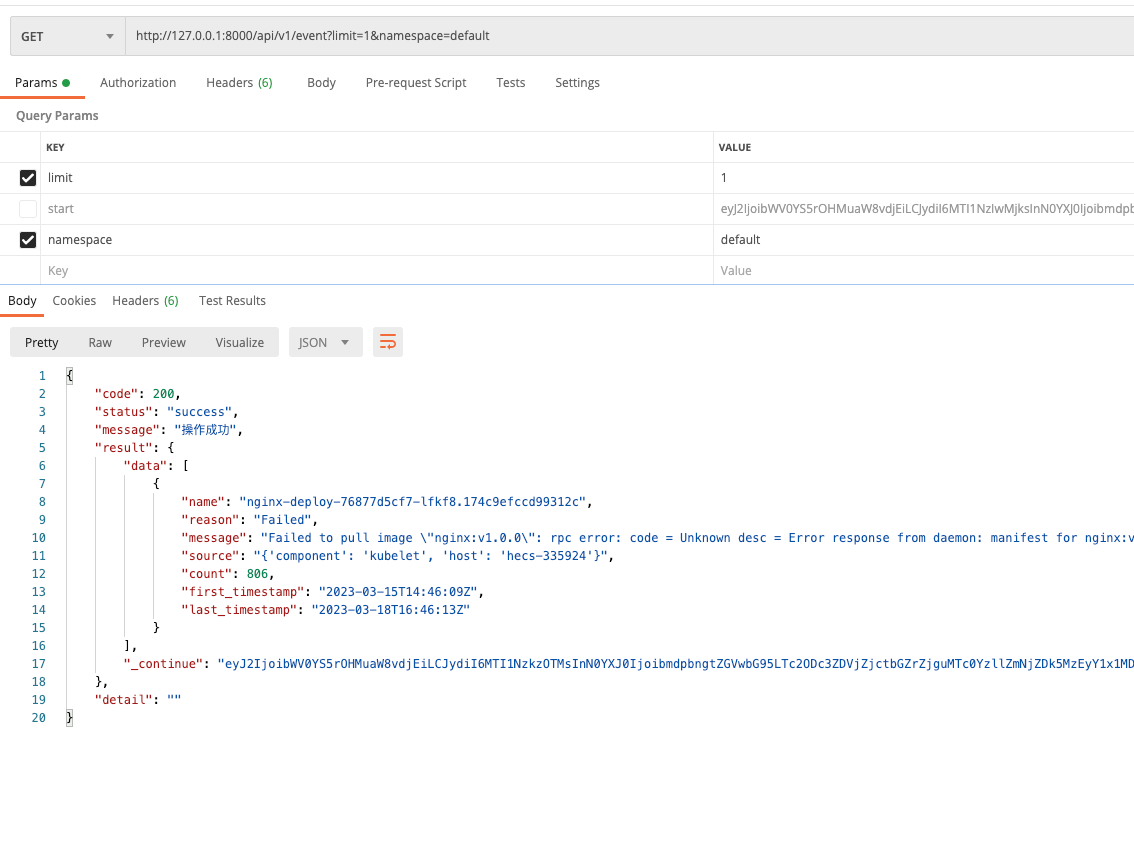 GET http://127.0.0.1:8000/api/v1/event?limit=1&namespace=default
Params Authorization Headers (6) Body Pre-request Script Tests Settings
Query Params
KEY VALUE
limit 1
start eyJ2IjoibWV0YS5rOHMuaW8vdjEiLCJydiI6MTI1NzIwMjksInN0YXJ0Ijoibmdpb
namespace default
Key Value
Body Cookies Headers (6) Test Results
Pretty Raw Preview Visualize JSON
1 {
2 "code": 200,
3 "status": "success",
4 "message": "操作成功",
5 "result": {
6 "data": [
7 {
8 "name": "nginx-deploy-76877d5cf7-lfkf8.174c9efccd99312c",
9 "reason": "Failed",
10 "message": "Failed to pull image \"nginx:v1.0.0\": rpc error: code = Unknown desc = Error response from daemon: manifest for nginx:v
11 "source": "{'component': 'kubelet', 'host': 'hecs-335924'}",
12 "count": 806,
13 "first_timestamp": "2023-03-15T14:46:09Z",
14 "last_timestamp": "2023-03-18T16:46:13Z"
15 }
16 ],
17 "_continue": "eyJ2IjoibWV0YS5rOHMuaW8vdjEiLCJydiI6MTI1NzkzOTMsInN0YXJ0IjoibmdpbngtZGVwbG95LTc2ODc3ZDVjZjctbGZrZjguMTc0YzllZmNjZDk5MzEyY1x1MD
18 },
19 "detail": ""
20 }